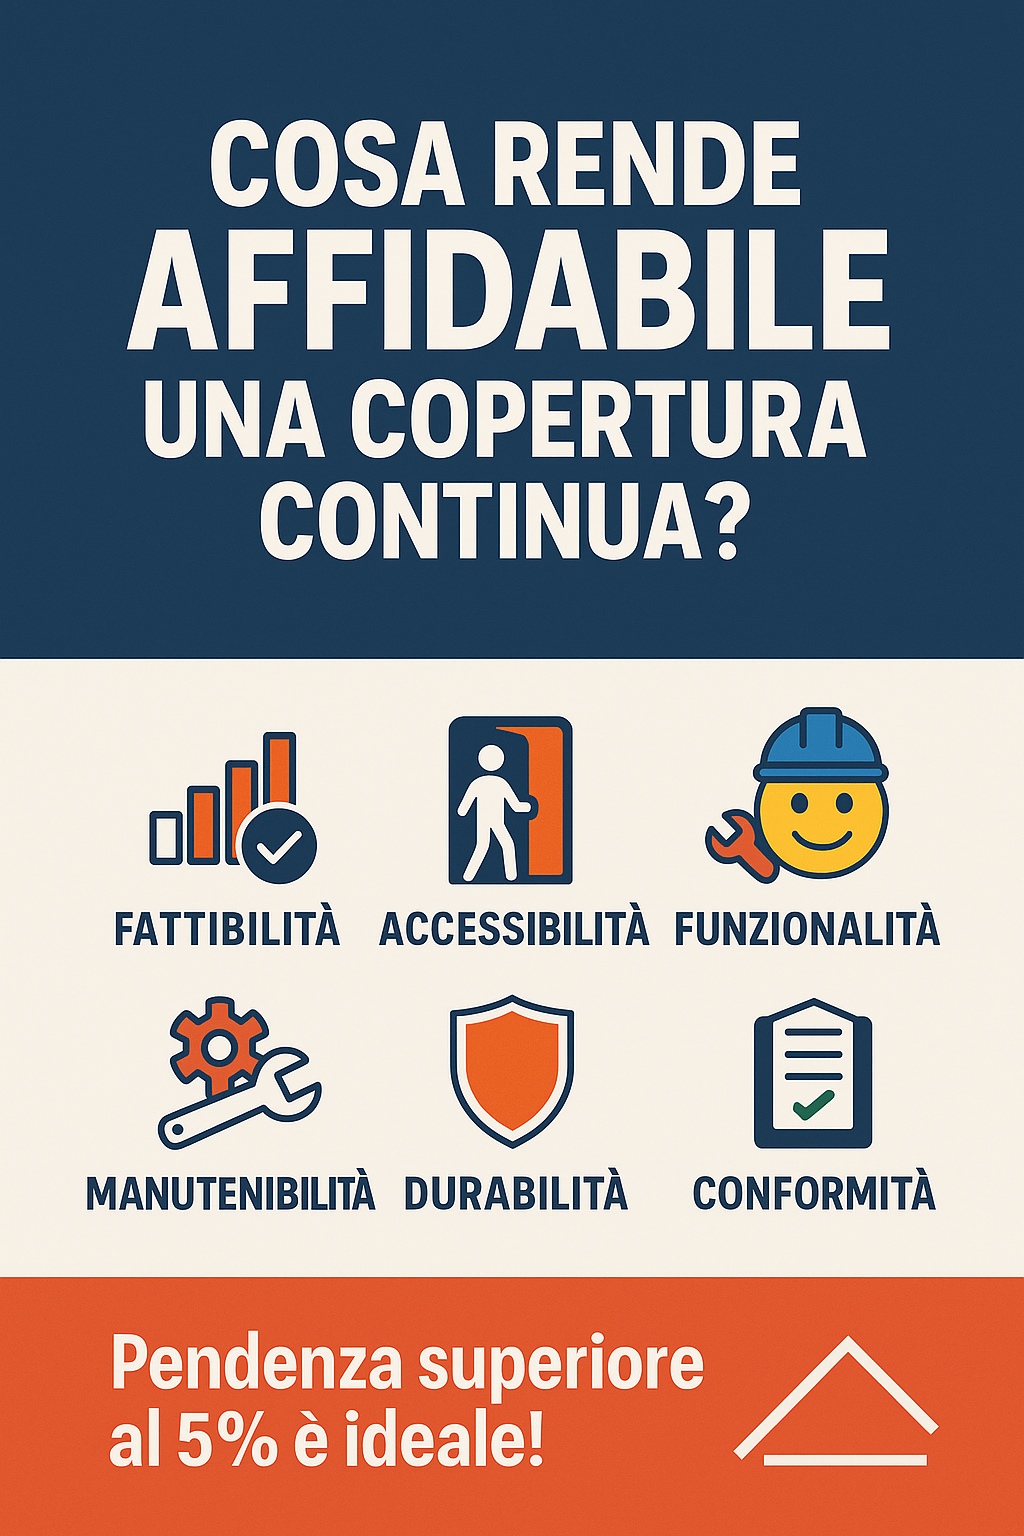 COSA RENDE
AFFIDABILE
UNA COPERTURA
CONTINUA?
FATTIBILITÀ
ACCESSIBILITÀ
FUNZIONALITÀ
MANUTENIBILITÀ
DURABILITÀ
CONFORMITÀ
Pendenza superiore
al 5% è ideale!